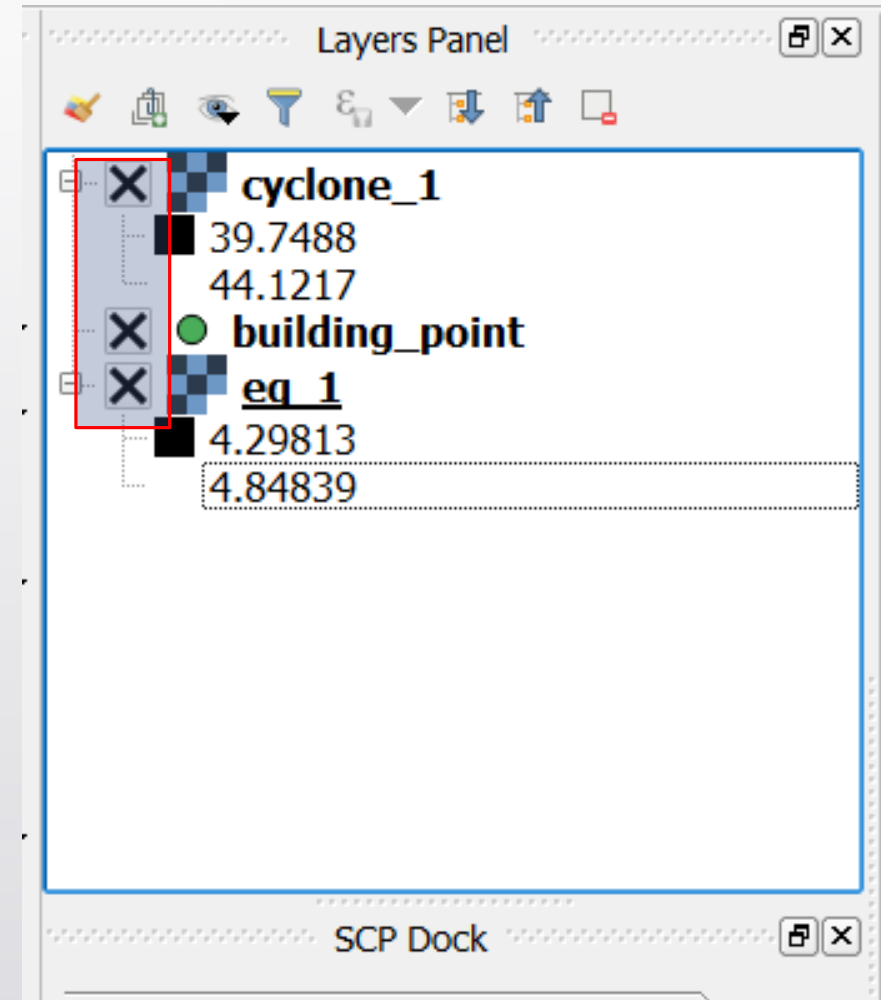 Layers Panel
cyclone_1
39.7488
44.1217
building_point
eq_1
4.29813
4.84839
SCP Dock